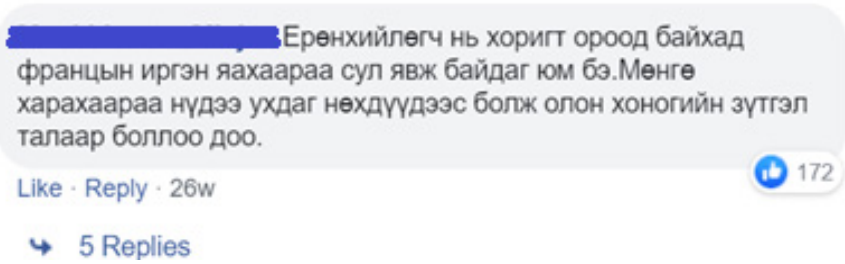 Ерөнхийлөгч нь хоригт ороод байхад
францын иргэн яахаараа сул явж байдаг юм бэ.Мөнгө
харахаараа нүдээ ухдаг нөхдүүдээс болж олон хоногийн зүтгэл
талаар боллоо доо.
172
Like · Reply · 26w
5 Replies